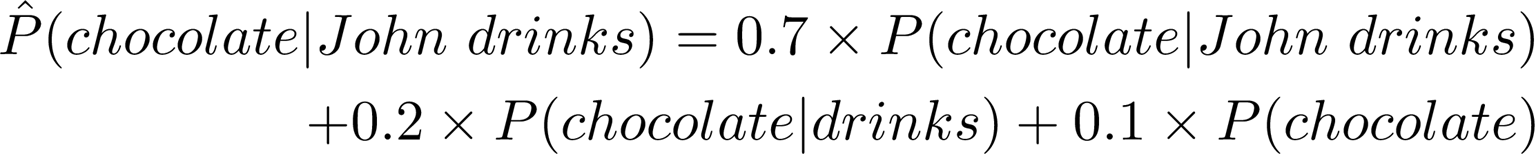 P̂(chocolate|John drinks) = 0.7 × P(chocolate|John drinks)
+0.2 × P(chocolate|drinks) + 0.1 × P(chocolate)